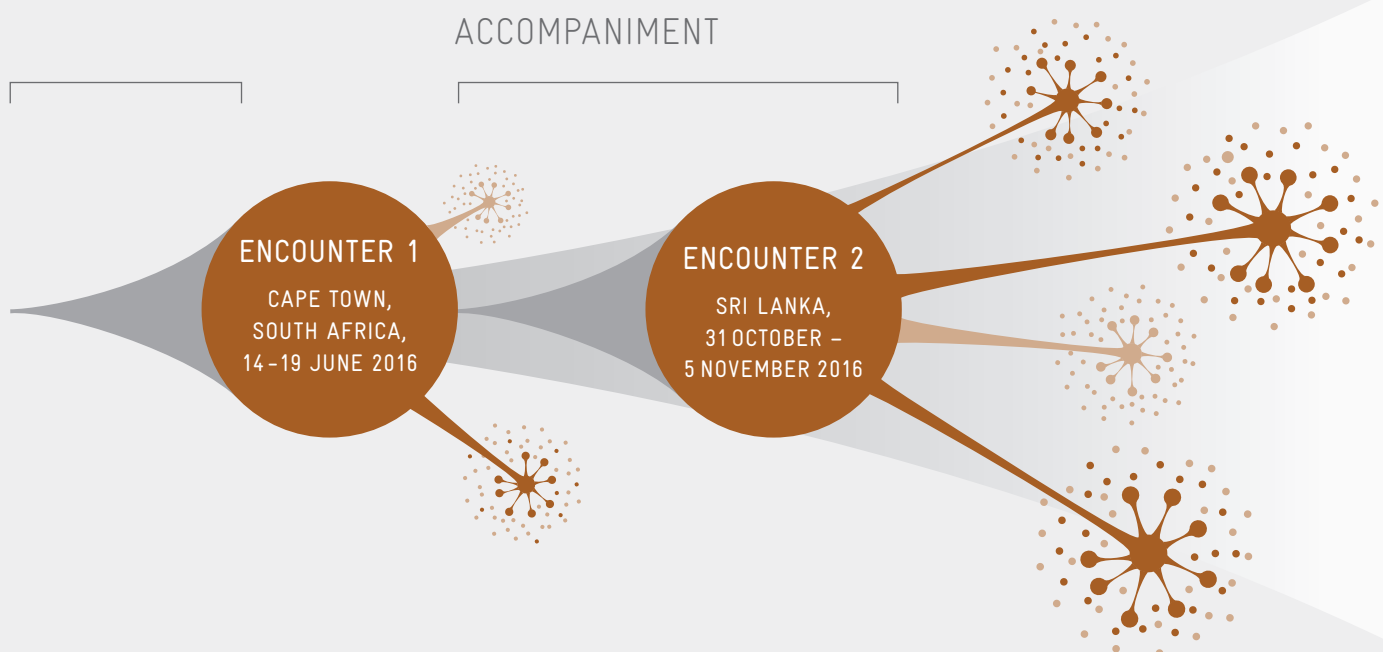 ACCOMPANIMENT
ENCOUNTER 1
CAPE TOWN,
SOUTH AFRICA,
14–19 JUNE 2016
ENCOUNTER 2
SRI LANKA,
31 OCTOBER –
5 NOVEMBER 2016